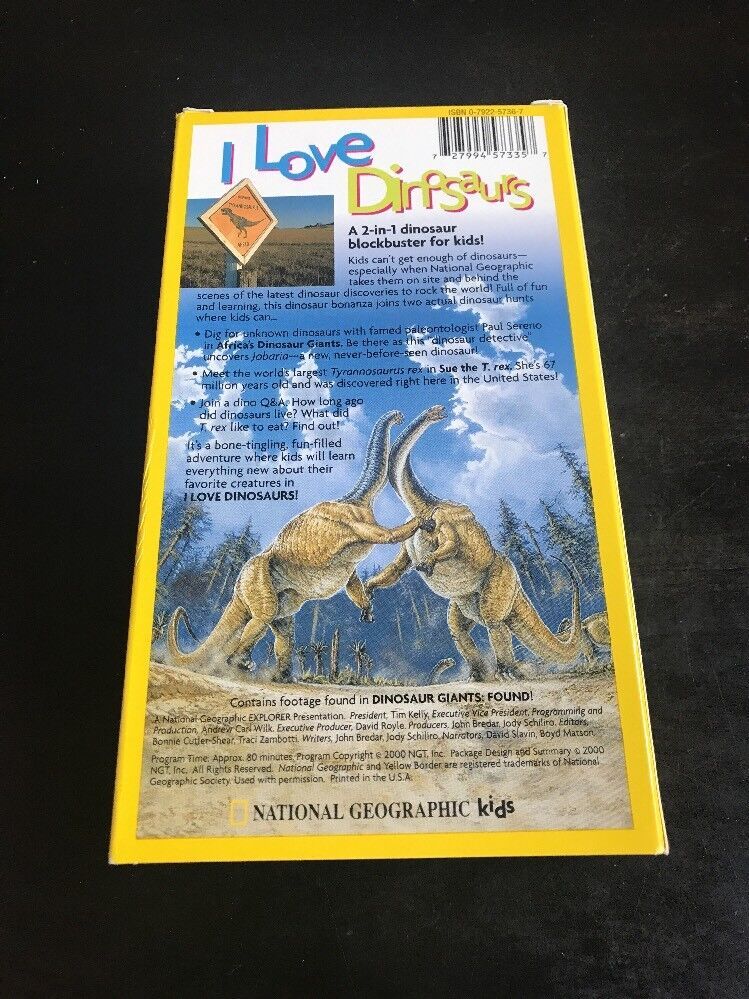 ISBN 0-7922-5736-7
7 27994 57335 7
I Love
Dinosaurs
TYRANNOSAURS
A 2-in-1 dinosaur
blockbuster for kids!
Kids can't get enough of dinosaurs—
especially when National Geographic
takes them on site and behind the
scenes of the latest dinosaur discoveries to rock the world! Full of fun
and learning, this dinosaur bonanza joins two actual dinosaur hunts
where kids can...
• Dig for unknown dinosaurs with famed paleontologist Paul Sereno
in Africa's Dinosaur Giants. Be there as this "dinosaur detective"
uncovers Jobaria—a new, never-before-seen dinosaur!
• Meet the world's largest Tyrannosaurus rex in Sue the T. rex. She's 67
million years old and was discovered right here in the United States!
• Join a dino Q&A. How long ago
did dinosaurs live? What did
T. rex like to eat? Find out!
It's a bone-tingling, fun-filled
adventure where kids will learn
everything new about their
favorite creatures in
I LOVE DINOSAURS!
Contains footage found in DINOSAUR GIANTS: FOUND!
A National Geographic EXPLORER Presentation. President, Tim Kelly, Executive Vice President, Programming and
Production, Andrew Carl Wilk. Executive Producer, David Royle. Producers, John Bredar, Jody Schiliro. Editors,
Bonnie Cutler-Shear, Traci Zambotti. Writers, John Bredar, Jody Schiliro. Narrators, David Slavin, Boyd Matson.
Program Time: Approx. 80 minutes. Program Copyright © 2000 NGT, Inc. Package Design and Summary © 2000
NGT, Inc. All Rights Reserved. National Geographic and Yellow Border are registered trademarks of National
Geographic Society. Used with permission. Printed in the U.S.A.
NATIONAL GEOGRAPHIC kids